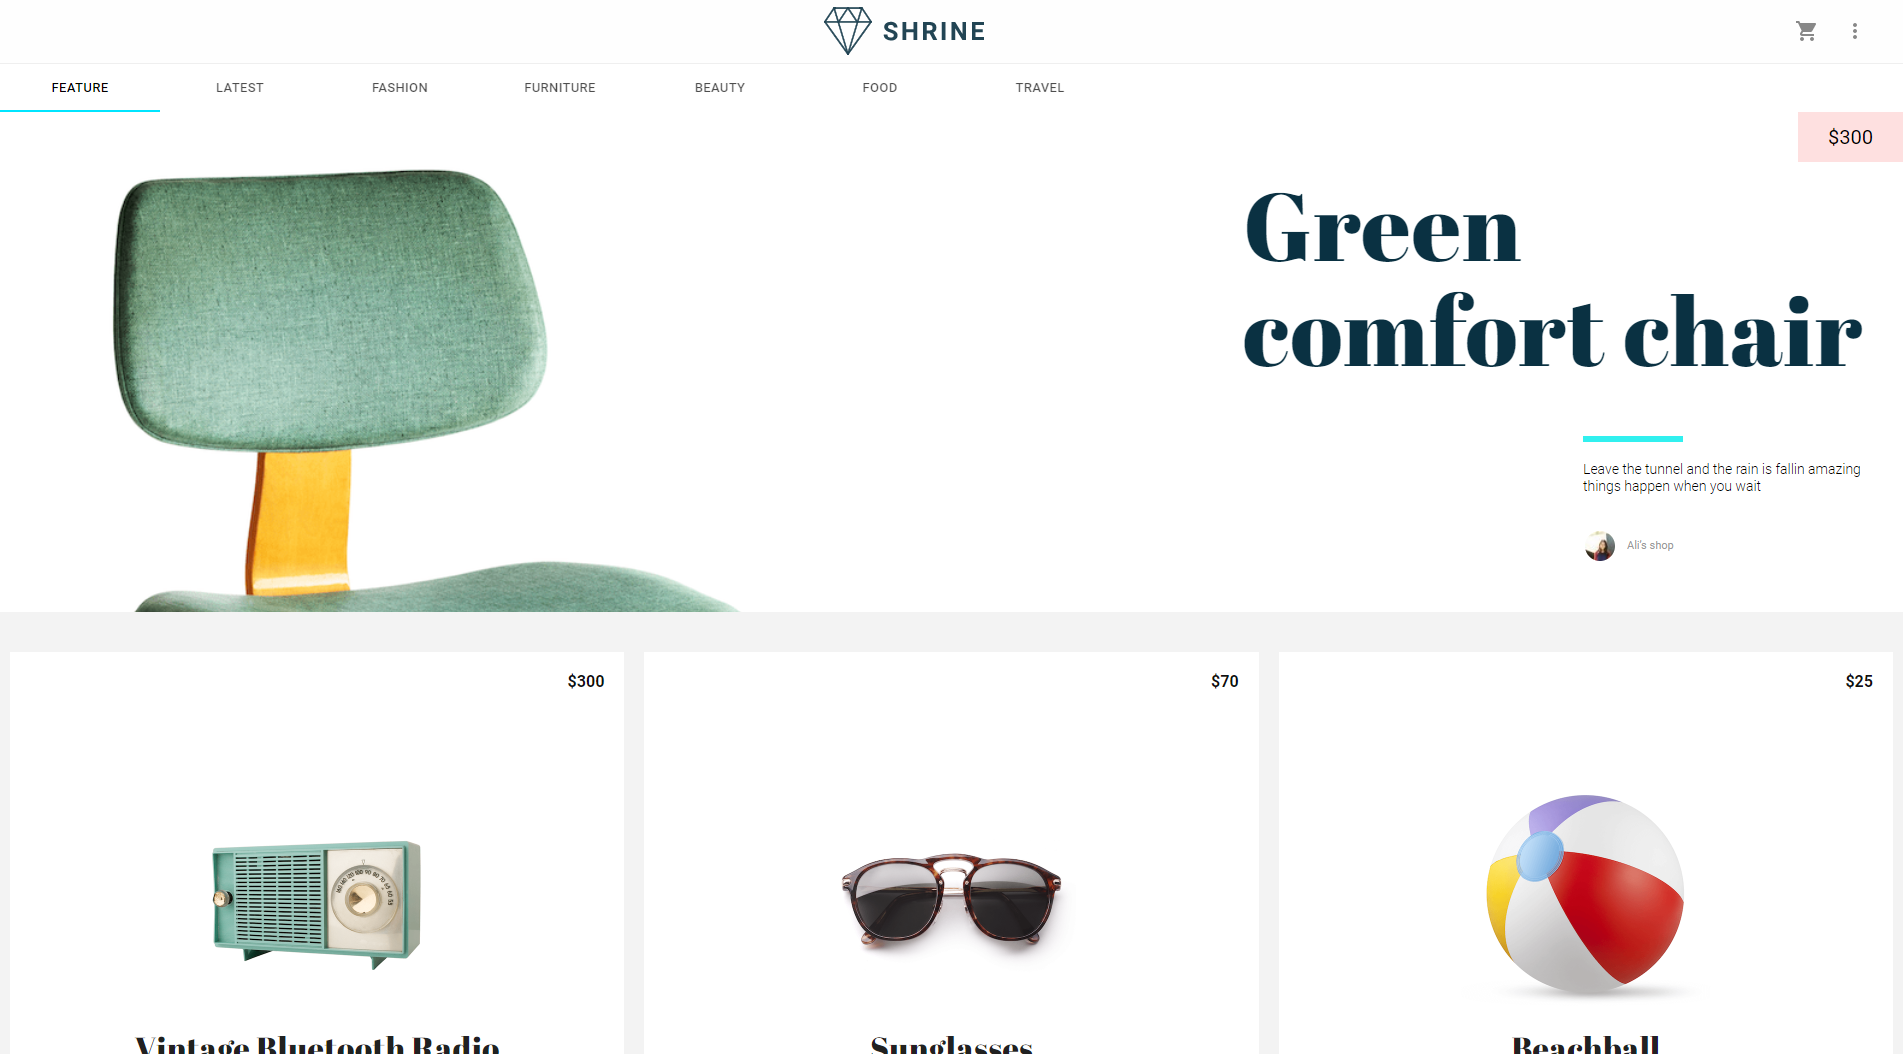 SHRINE
FEATURE
LATEST
FASHION
FURNITURE
BEAUTY
FOOD
TRAVEL
$300
Green
comfort chair
Leave the tunnel and the rain is fallin amazing
things happen when you wait
Ali's shop
$300
$70
$25
Vintage Bluetooth Radio
Sunglasses
Beachball